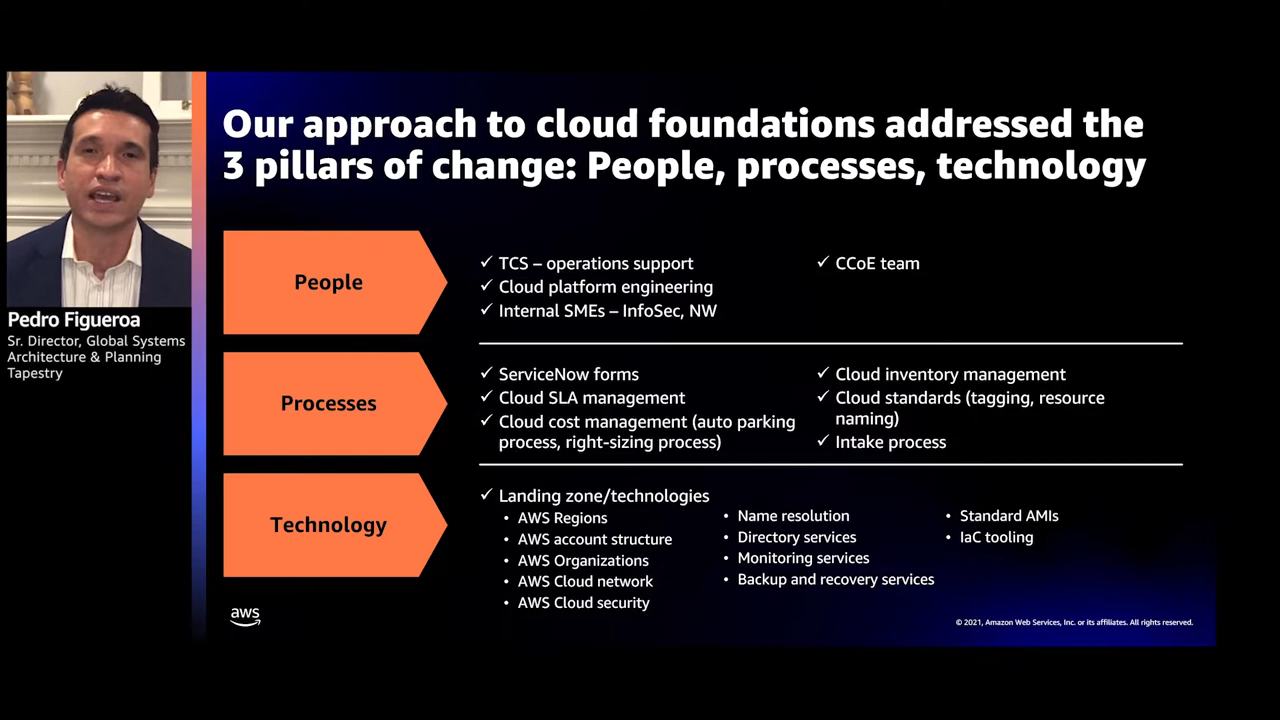 Our approach to cloud foundations addressed the
3 pillars of change: People, processes, technology
Pedro Figueroa
Sr. Director, Global Systems
Architecture & Planning
Tapestry
People
✓ TCS – operations support
✓ Cloud platform engineering
✓ Internal SMEs – InfoSec, NW
✓ CCoE team
Processes
✓ ServiceNow forms
✓ Cloud SLA management
✓ Cloud cost management (auto parking
process, right-sizing process)
✓ Cloud inventory management
✓ Cloud standards (tagging, resource
naming)
✓ Intake process
Technology
✓ Landing zone/technologies
• AWS Regions
• AWS account structure
• AWS Organizations
• AWS Cloud network
• AWS Cloud security
• Name resolution
• Directory services
• Monitoring services
• Backup and recovery services
• Standard AMIs
• IaC tooling
aws
© 2021, Amazon Web Services, Inc. or its affiliates. All rights reserved.